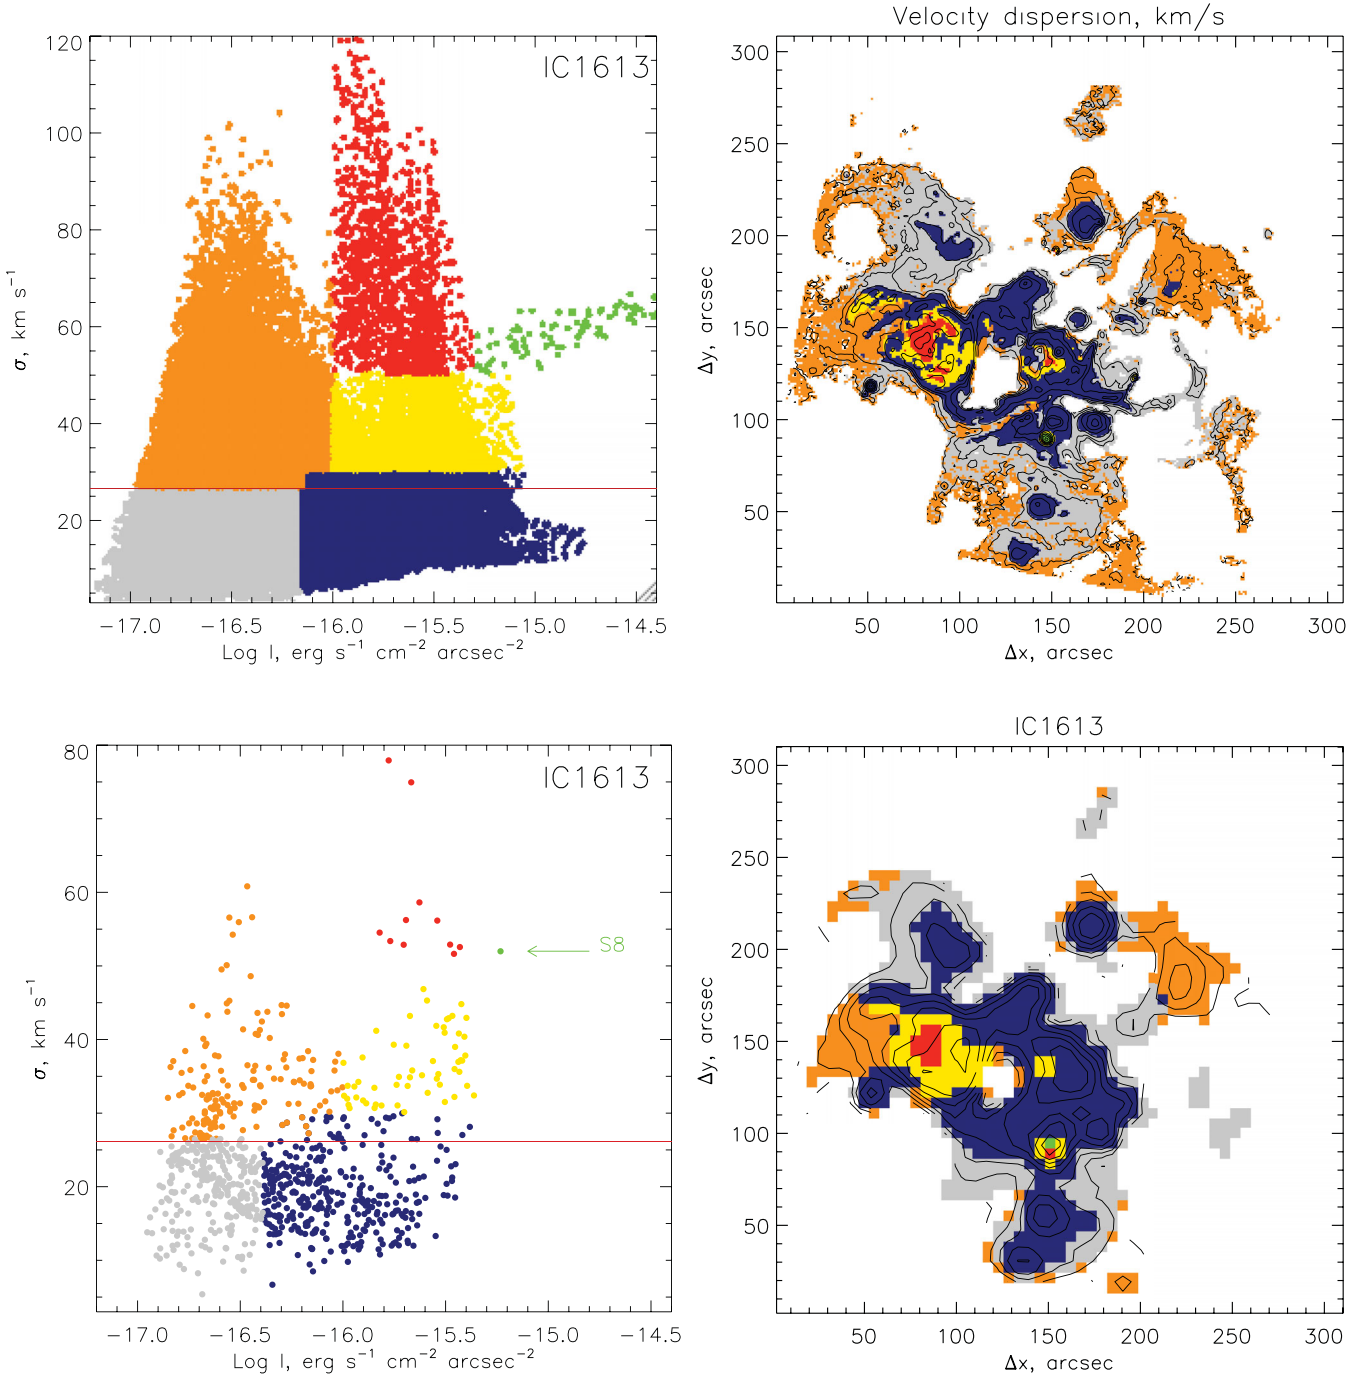 Velocity dispersion, km/s
IC1613
120
100
80
60
40
20
σ, km s⁻¹
−17.0 −16.5 −16.0 −15.5 −15.0 −14.5
Log I, erg s⁻¹ cm⁻² arcsec⁻²
300
250
200
150
100
50
Δy, arcsec
50 100 150 200 250 300
Δx, arcsec
IC1613
S8
80
60
40
20
σ, km s⁻¹
−17.0 −16.5 −16.0 −15.5 −15.0 −14.5
Log I, erg s⁻¹ cm⁻² arcsec⁻²
IC1613
300
250
200
150
100
50
Δy, arcsec
50 100 150 200 250 300
Δx, arcsec